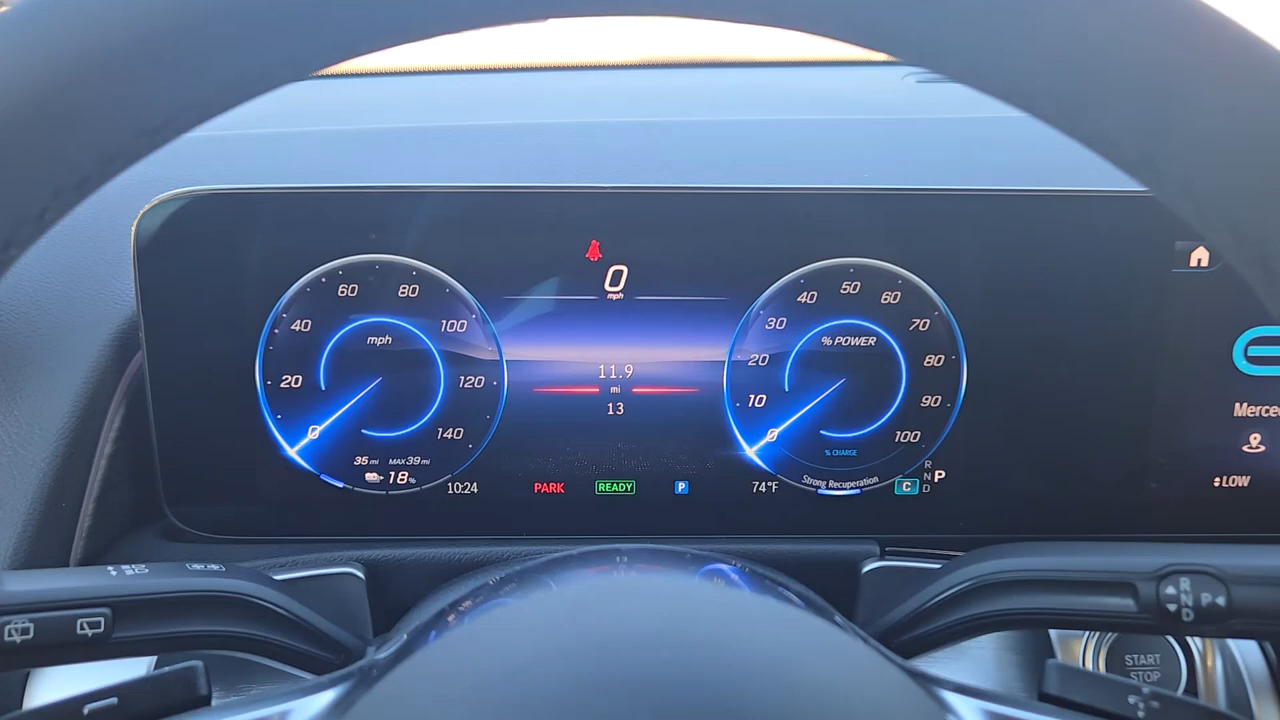 0
mph
60 80
40 100
mph
20 120
0 140
35 mi MAX 39 mi
18%
11.9
mi
13
50
40 60
30 70
% POWER
20 80
10 90
0 100
% CHARGE
Strong Recuperation
10:24 PARK READY P 74°F C
R
N P
D
Merce
LOW
R
N P
D
START
STOP